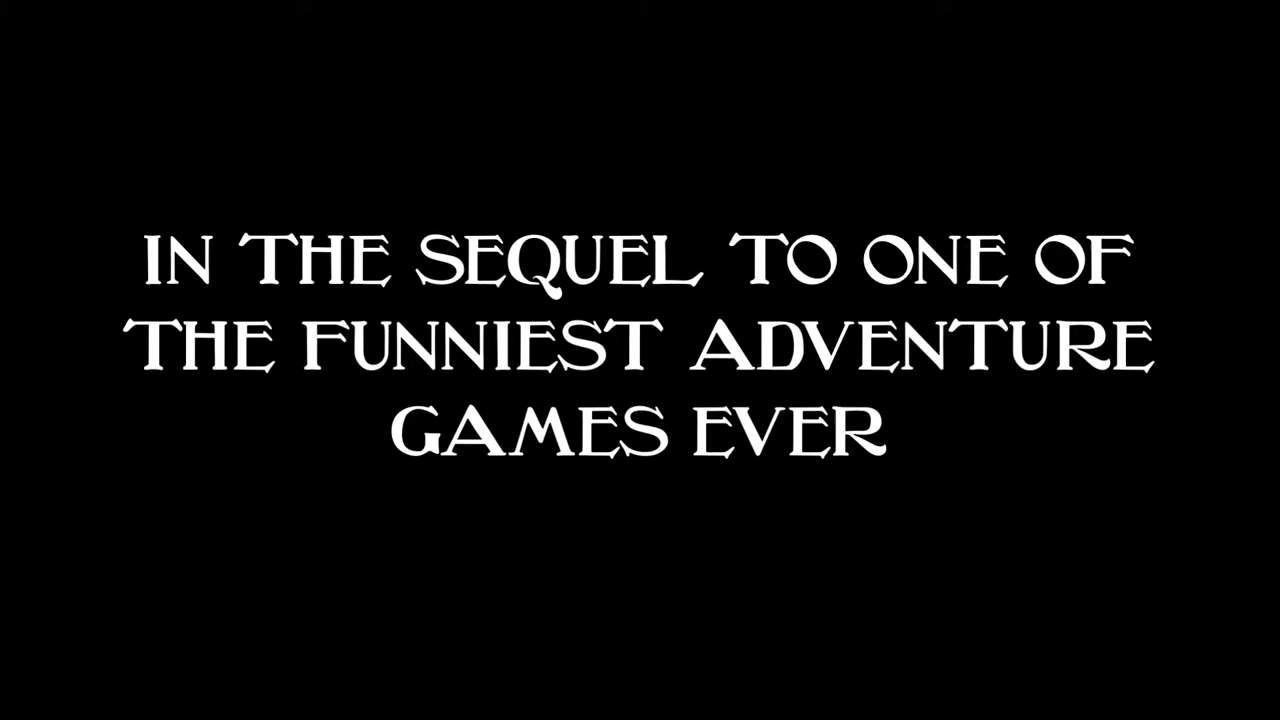 IN THE SEQUEL TO ONE OF
THE FUNNIEST ADVENTURE
GAMES EVER